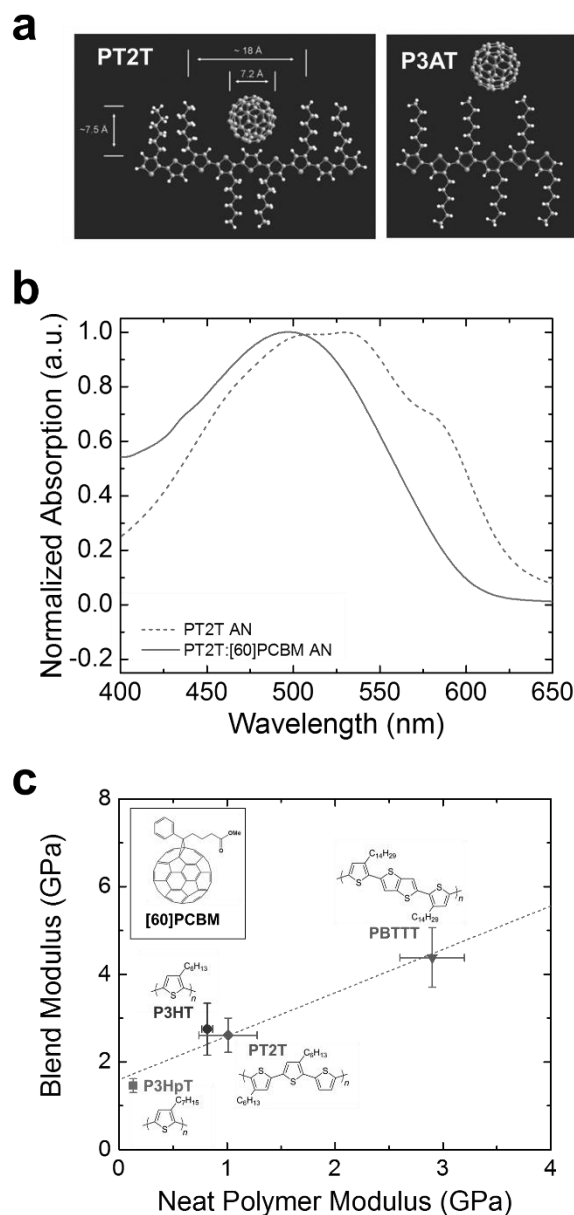 a
PT2T
~ 18 Å
7.2 Å
~7.5 Å
P3AT
b
Normalized Absorption (a.u.)
1.0
0.8
0.6
0.4
0.2
0.0
-0.2
PT2T AN
PT2T:[60]PCBM AN
400 450 500 550 600 650
Wavelength (nm)
c
Blend Modulus (GPa)
8
6
4
2
0
OMe
O
[60]PCBM
C14H29
S
S
S
S
n
C14H29
PBTTT
C6H13
S
n
P3HT
PT2T
C6H13
S
S
S
n
C6H13
P3HpT
C7H15
S
n
0 1 2 3 4
Neat Polymer Modulus (GPa)